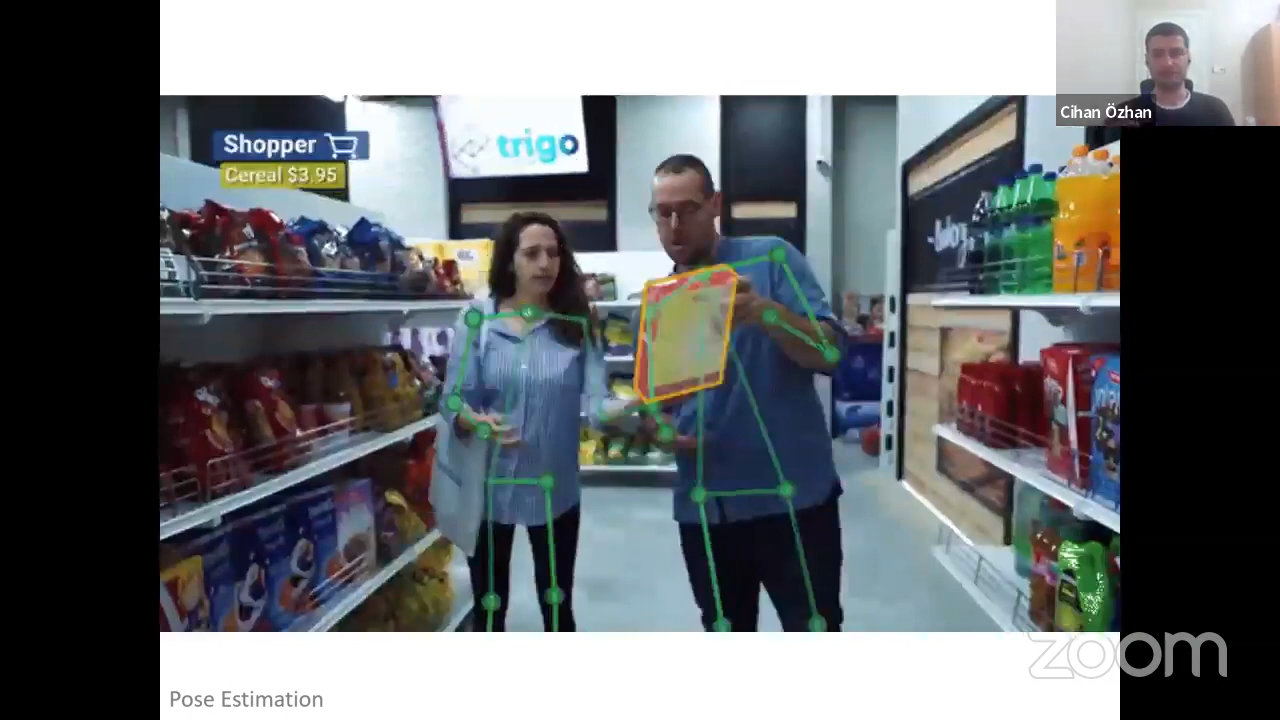 Cihan Özhan
Shopper
Cereal $3.95
trigo
zoom
Pose Estimation